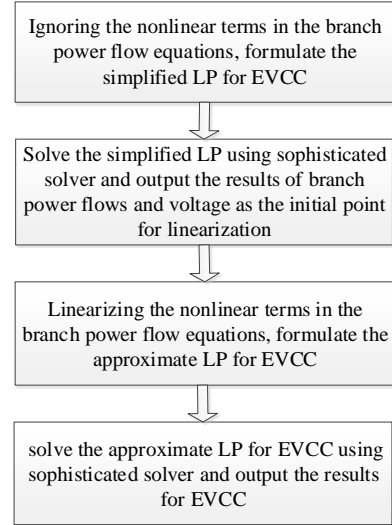 Ignoring the nonlinear terms in the branch
power flow equations, formulate the
simplified LP for EVCC
Solve the simplified LP using sophisticated
solver and output the results of branch
power flows and voltage as the initial point
for linearization
Linearizing the nonlinear terms in the
branch power flow equations, formulate the
approximate LP for EVCC
solve the approximate LP for EVCC using
sophisticated solver and output the results
for EVCC